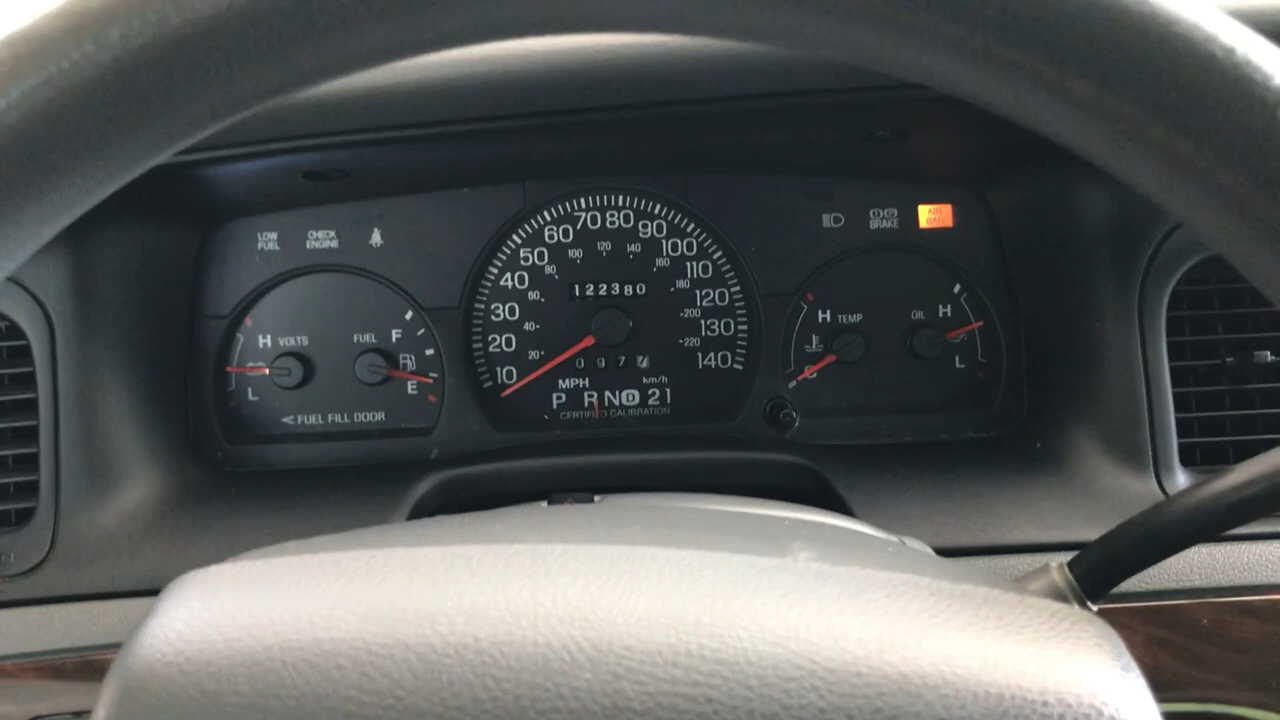 LOW FUEL
CHECK ENGINE
BRAKE
AIR BAG
H VOLTS
L
FUEL F
E
< FUEL FILL DOOR
10 20 30 40 50 60 70 80 90 100 110 120 130 140
20 40 60 80 100 120 140 160 180 200 220
122380
097
MPH
km/h
P R N D 2 1
CERTIFIED CALIBRATION
H TEMP
C
OIL H
L